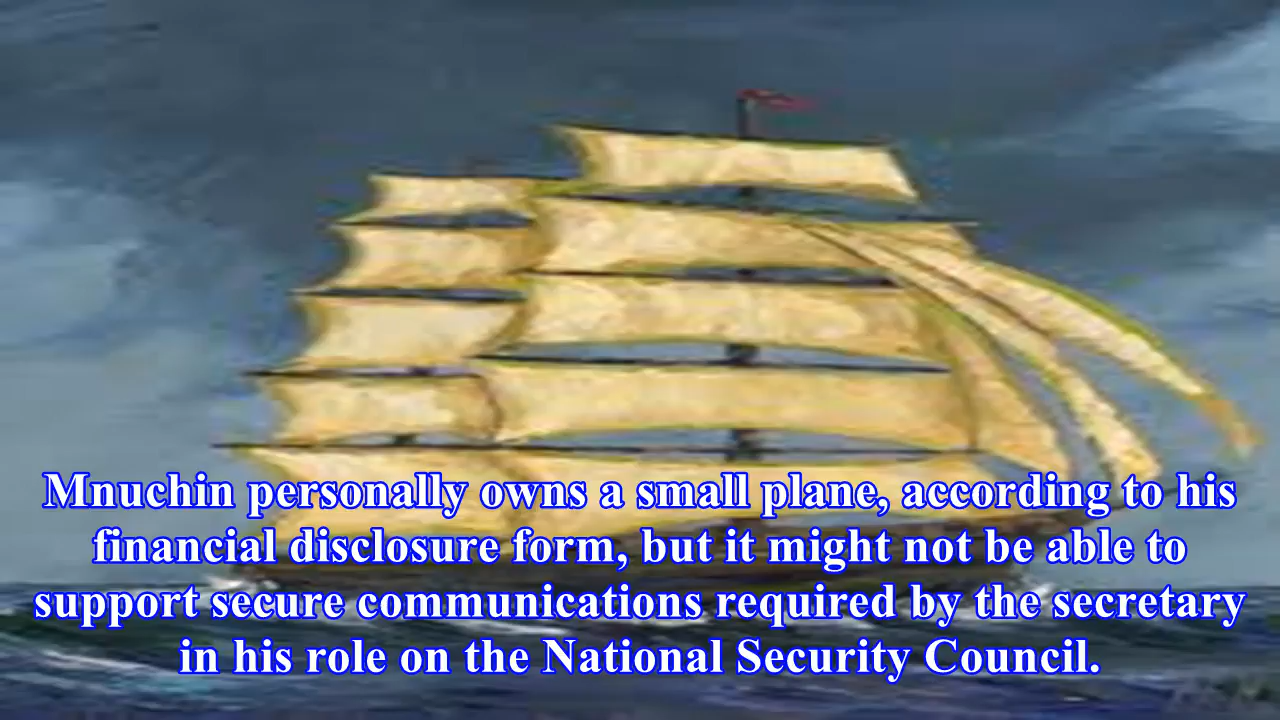 Mnuchin personally owns a small plane, according to his
financial disclosure form, but it might not be able to
support secure communications required by the secretary
in his role on the National Security Council.